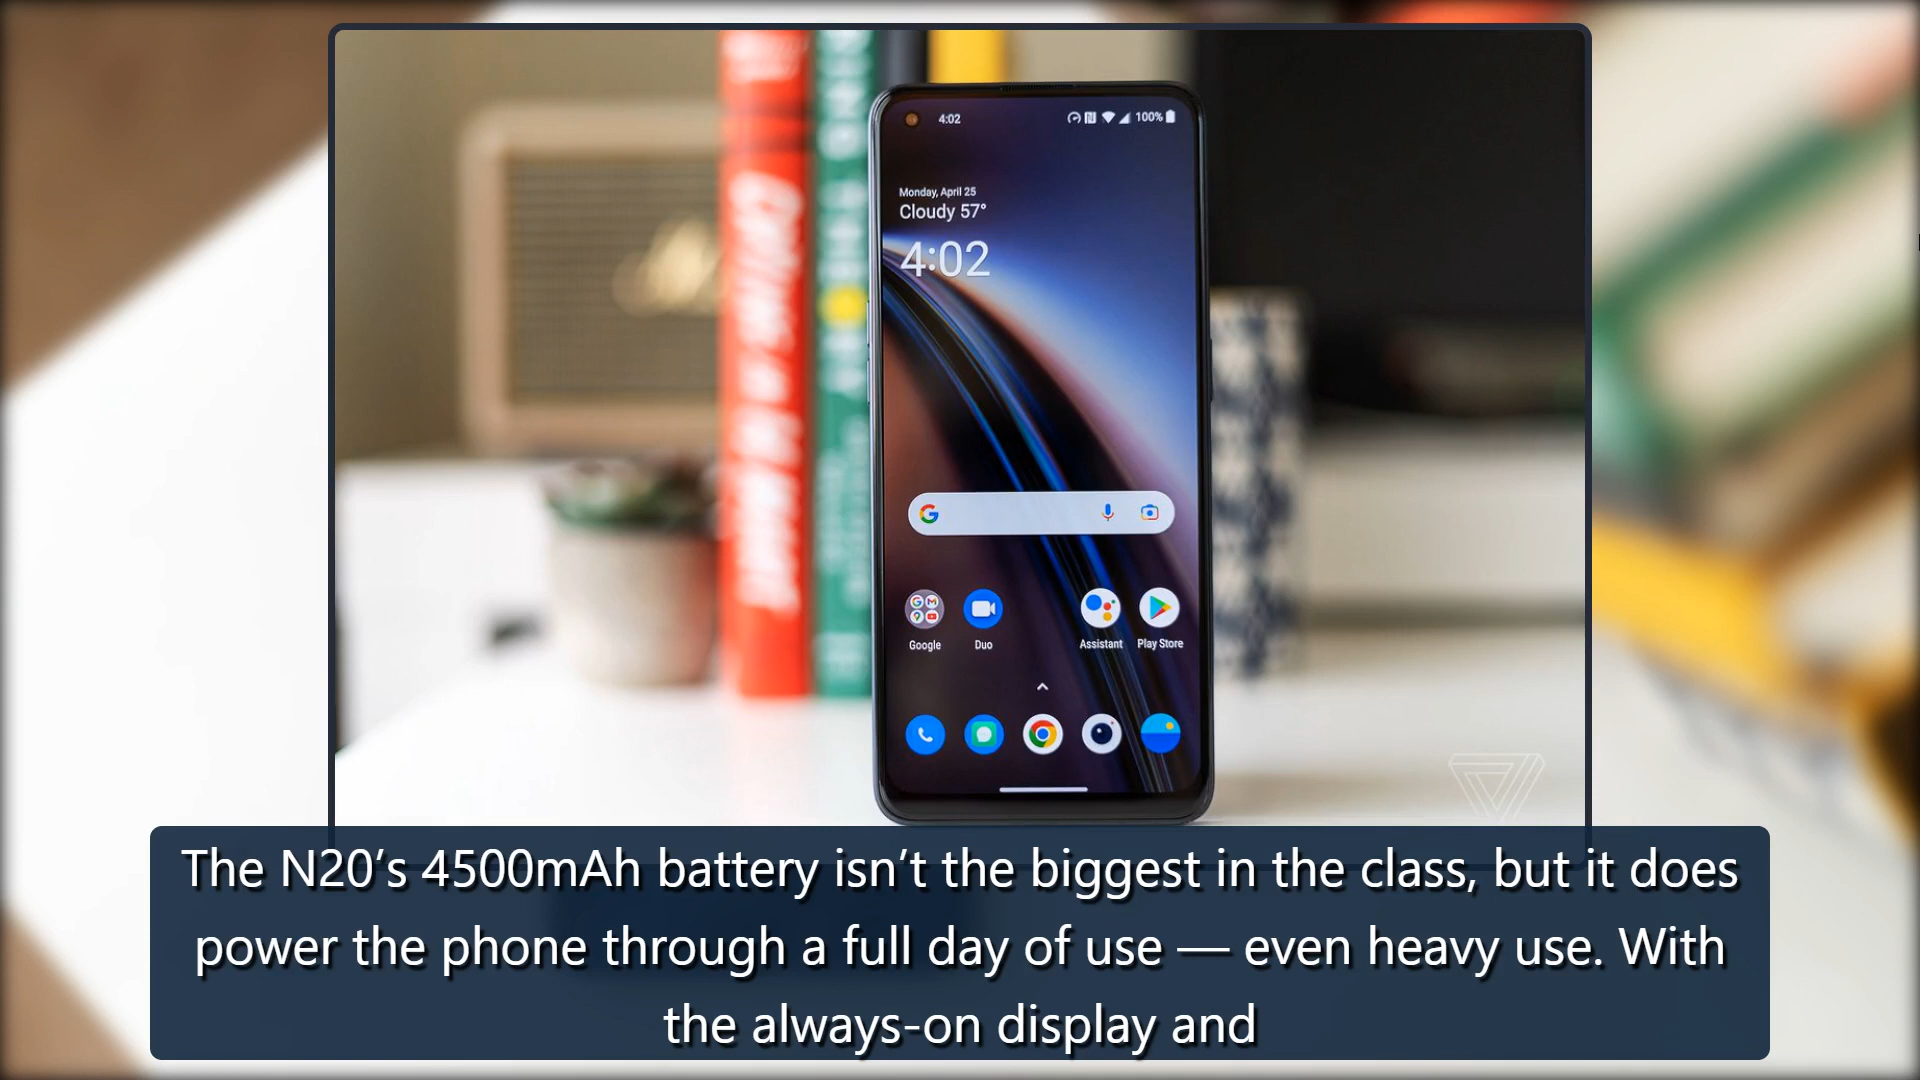 4:02
100%
Monday, April 25
Cloudy 57°
4:02
Google
Duo
Assistant
Play Store
The N20’s 4500mAh battery isn’t the biggest in the class, but it does
power the phone through a full day of use — even heavy use. With
the always-on display and